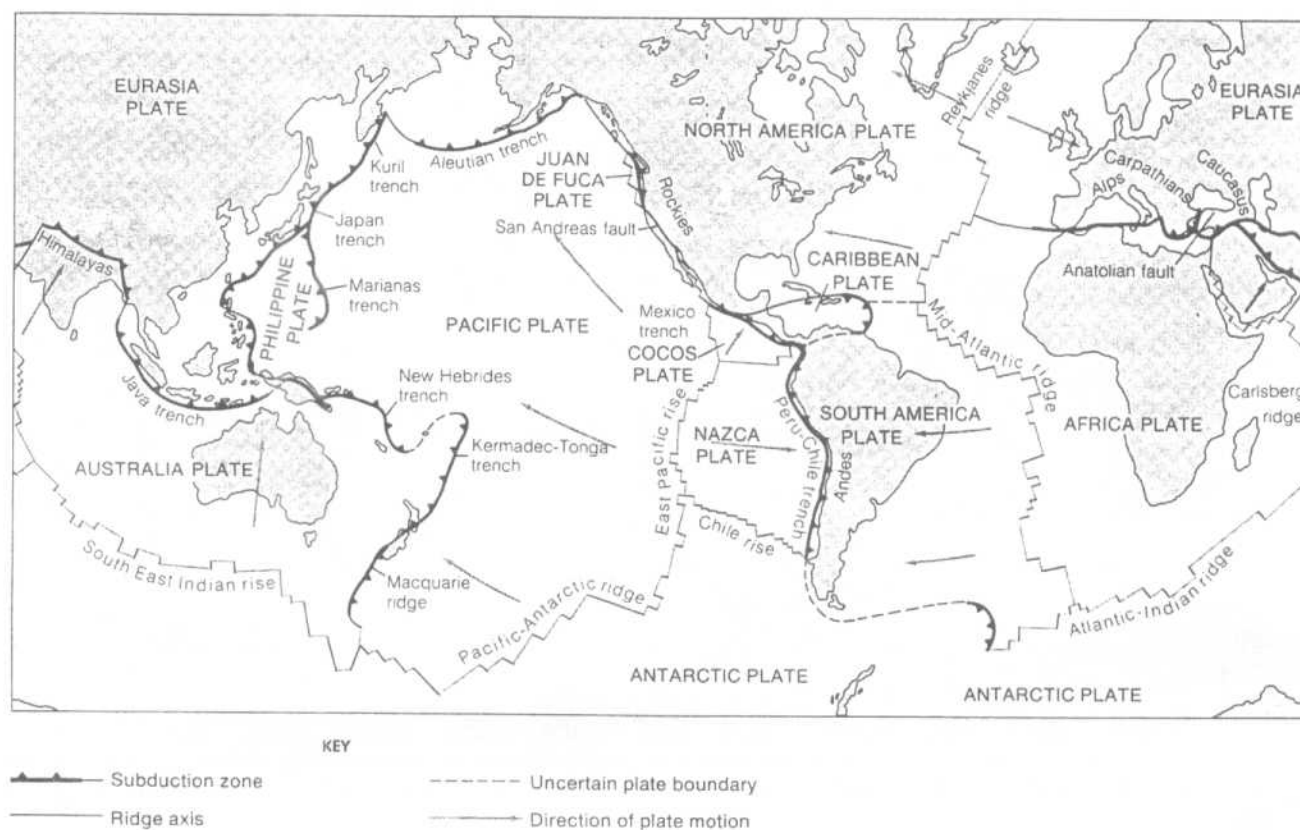 EURASIA
PLATE
Kuril
trench
Aleutian trench
JUAN
DE FUCA
PLATE
NORTH AMERICA PLATE
Reykjanes
ridge
EURASIA
PLATE
Carpathians
Caucasus
Alps
Rockies
Japan
trench
San Andreas fault
Himalayas
Marianas
trench
PHILIPPINE
PLATE
CARIBBEAN
PLATE
Anatolian fault
PACIFIC PLATE
Mexico
trench
COCOS
PLATE
Mid-Atlantic
ridge
New Hebrides
trench
Java trench
Kermadec-Tonga
trench
AUSTRALIA PLATE
East Pacific rise
NAZCA
PLATE
Peru-Chile trench
Andes
SOUTH AMERICA
PLATE
AFRICA PLATE
Carlsberg
ridge
Chile rise
South East Indian rise
Macquarie
ridge
Pacific-Antarctic ridge
Atlantic-Indian ridge
ANTARCTIC PLATE
ANTARCTIC PLATE
KEY
Subduction zone
Uncertain plate boundary
Ridge axis
Direction of plate motion